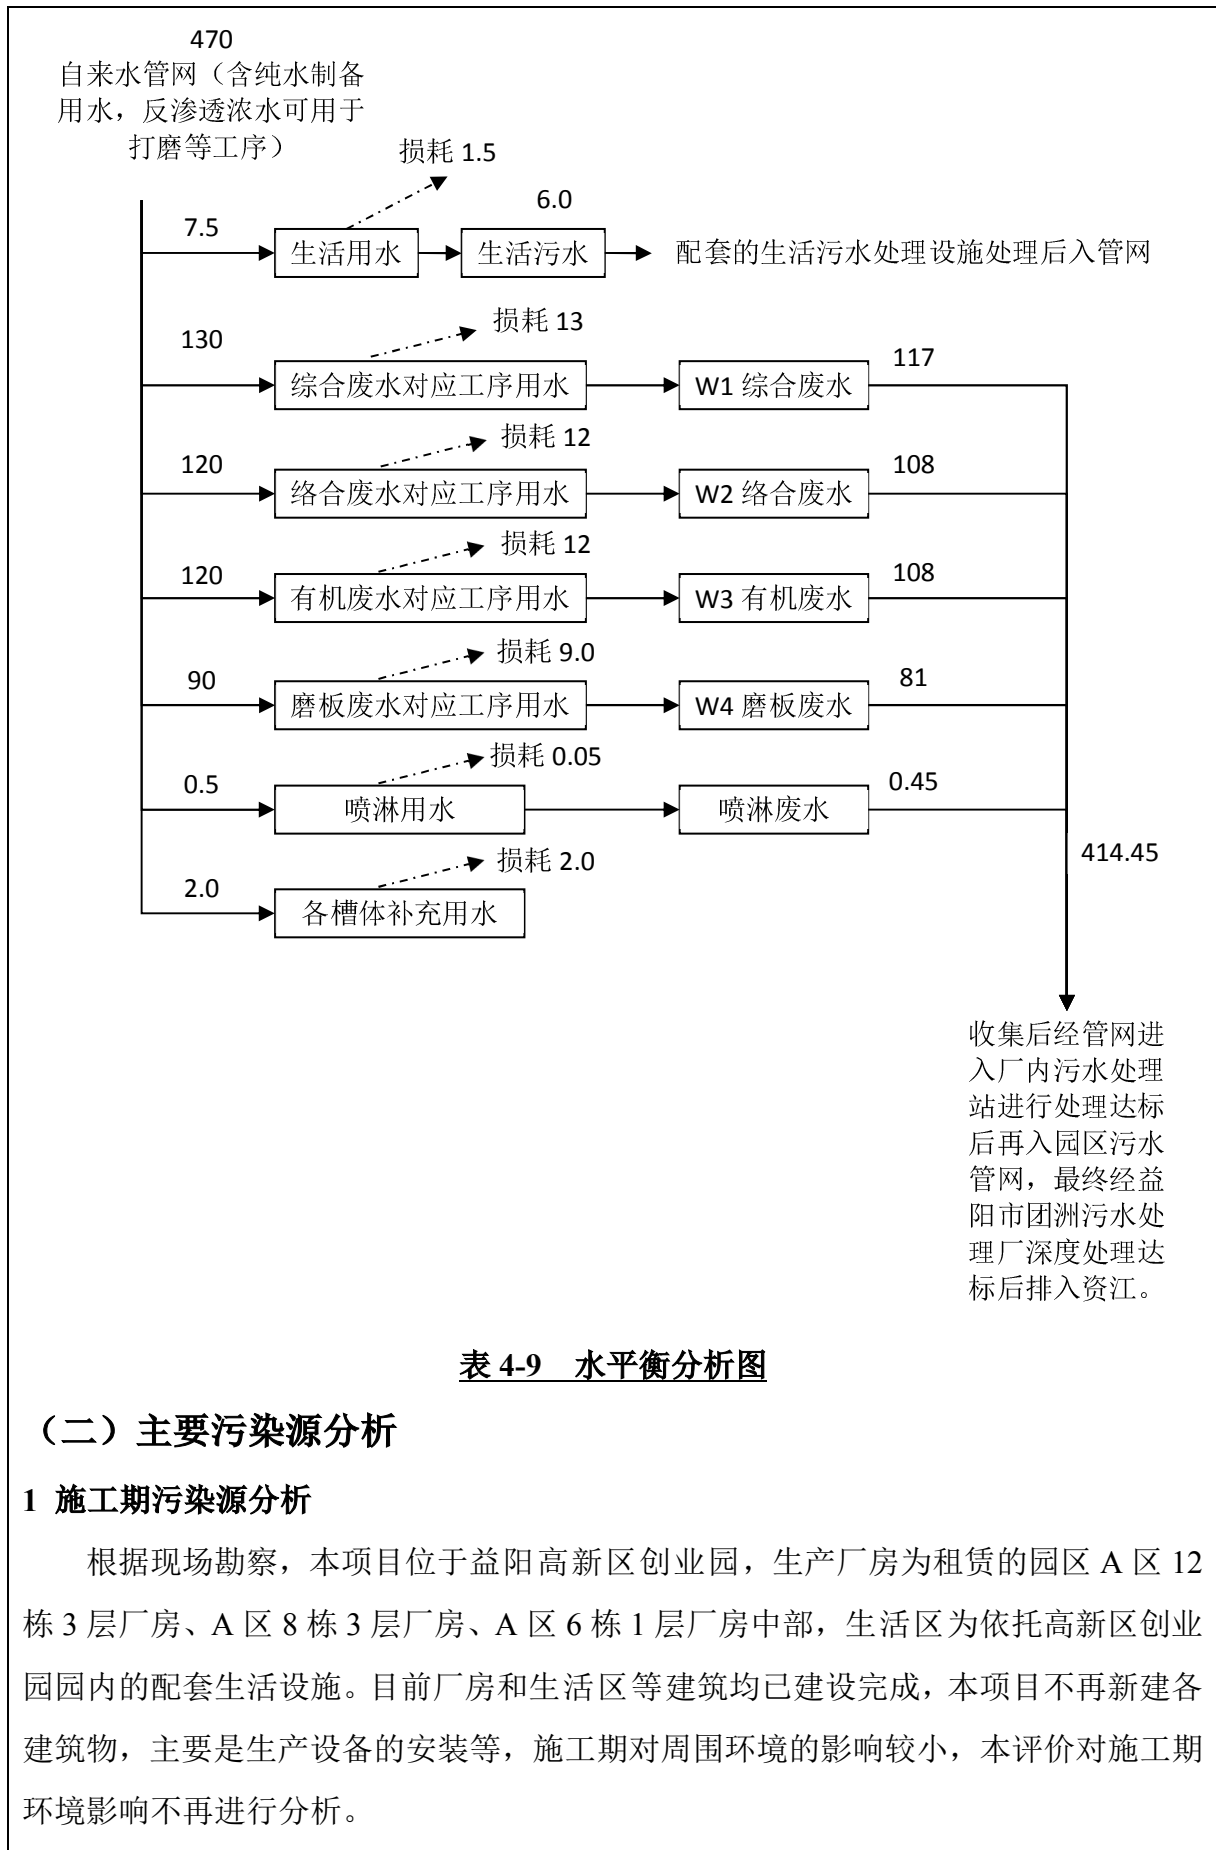 470
自来水管网（含纯水制备
用水，反渗透浓水可用于
打磨等工序）
损耗 1.5
7.5
生活用水
6.0
生活污水
配套的生活污水处理设施处理后入管网
损耗 13
130
综合废水对应工序用水
W1 综合废水
117
损耗 12
120
络合废水对应工序用水
W2 络合废水
108
损耗 12
120
有机废水对应工序用水
W3 有机废水
108
损耗 9.0
90
磨板废水对应工序用水
W4 磨板废水
81
损耗 0.05
0.5
喷淋用水
喷淋废水
0.45
损耗 2.0
2.0
各槽体补充用水
414.45
收集后经管网进
入厂内污水处理
站进行处理达标
后再入园区污水
管网，最终经益
阳市团洲污水处
理厂深度处理达
标后排入资江。
表 4-9 水平衡分析图
（二）主要污染源分析
1 施工期污染源分析
根据现场勘察，本项目位于益阳高新区创业园，生产厂房为租赁的园区 A 区 12
栋 3 层厂房、A 区 8 栋 3 层厂房、A 区 6 栋 1 层厂房中部，生活区为依托高新区创业
园园内的配套生活设施。目前厂房和生活区等建筑均已建设完成，本项目不再新建各
建筑物，主要是生产设备的安装等，施工期对周围环境的影响较小，本评价对施工期
环境影响不再进行分析。